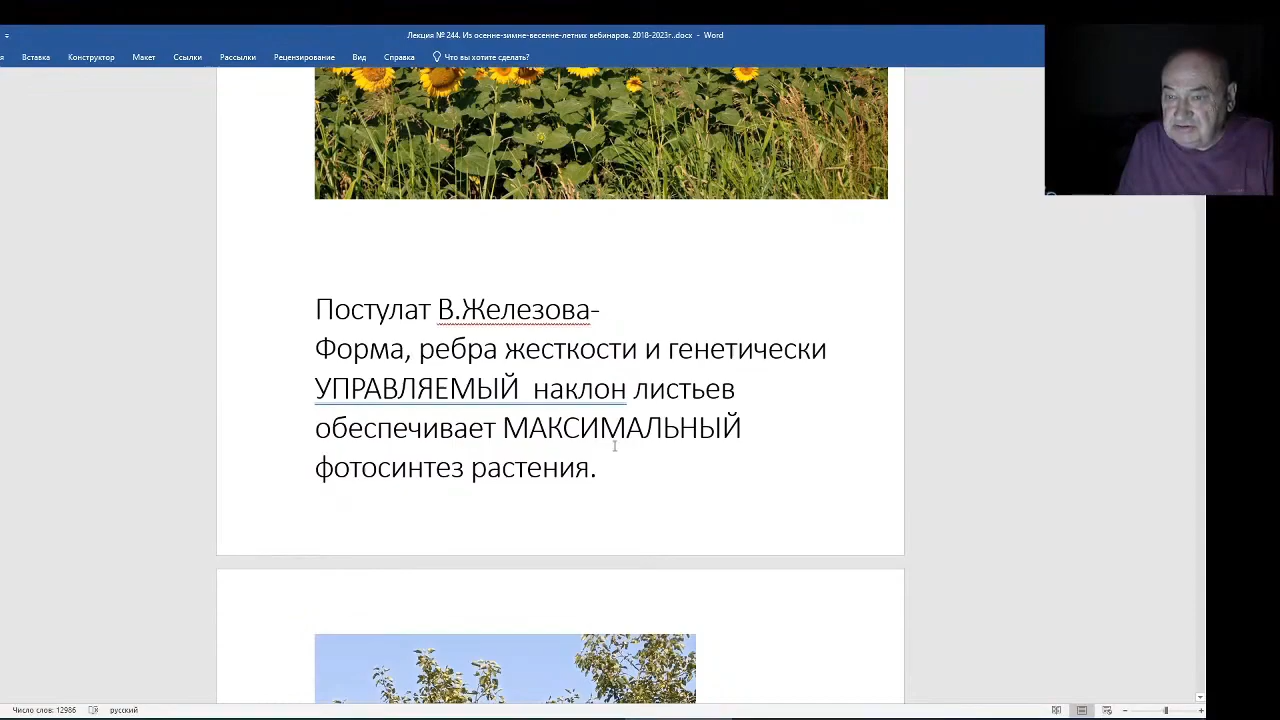 Лекция № 244. Из осенне-зимне-весенне-летних вебинаров. 2018-2023г..docx - Word
я Вставка Конструктор Макет Ссылки Рассылки Рецензирование Вид Справка Что вы хотите сделать?
Постулат В.Железова-
Форма, ребра жесткости и генетически
УПРАВЛЯЕМЫЙ наклон листьев
обеспечивает МАКСИМАЛЬНЫЙ
фотосинтез растения.
Число слов: 12986 русский